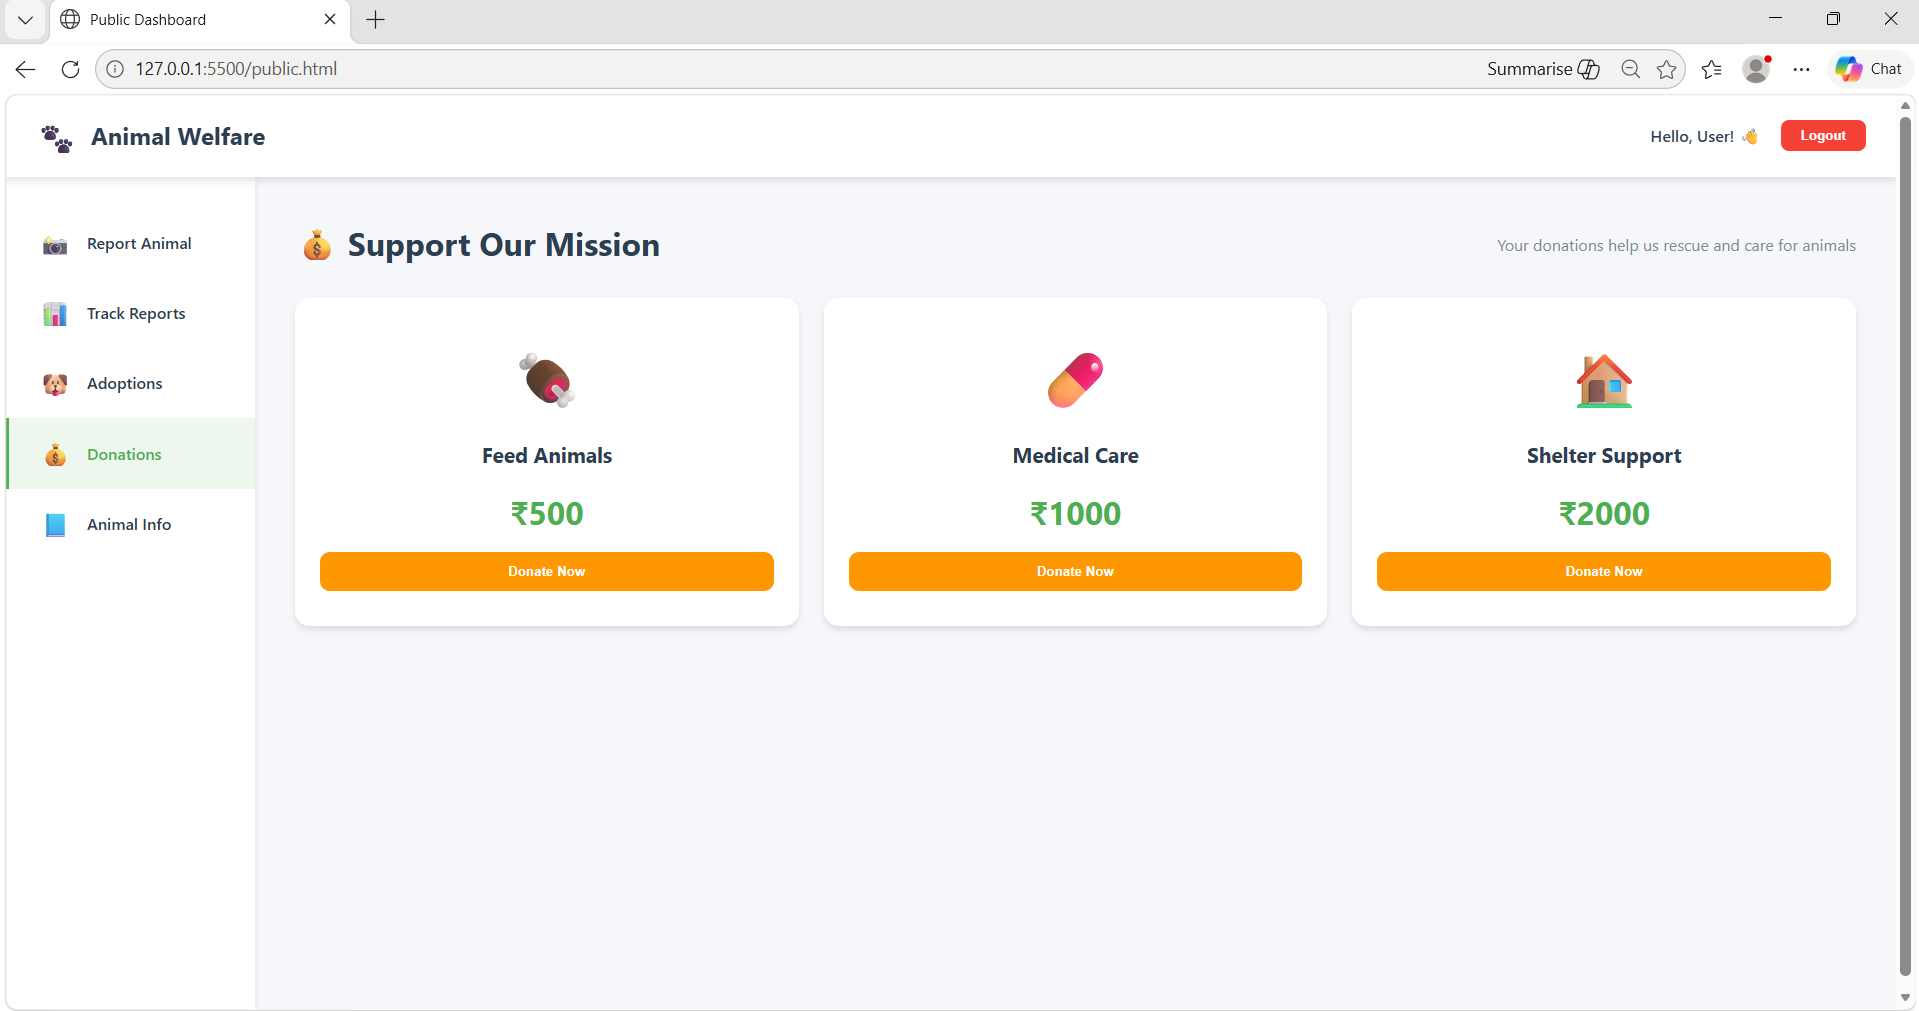 Public Dashboard
127.0.0.1:5500/public.html
Summarise
Chat
Animal Welfare
Hello, User! 👋
Logout
Report Animal
Track Reports
Adoptions
Donations
Animal Info
💰 Support Our Mission
Your donations help us rescue and care for animals
Feed Animals
₹500
Donate Now
Medical Care
₹1000
Donate Now
Shelter Support
₹2000
Donate Now